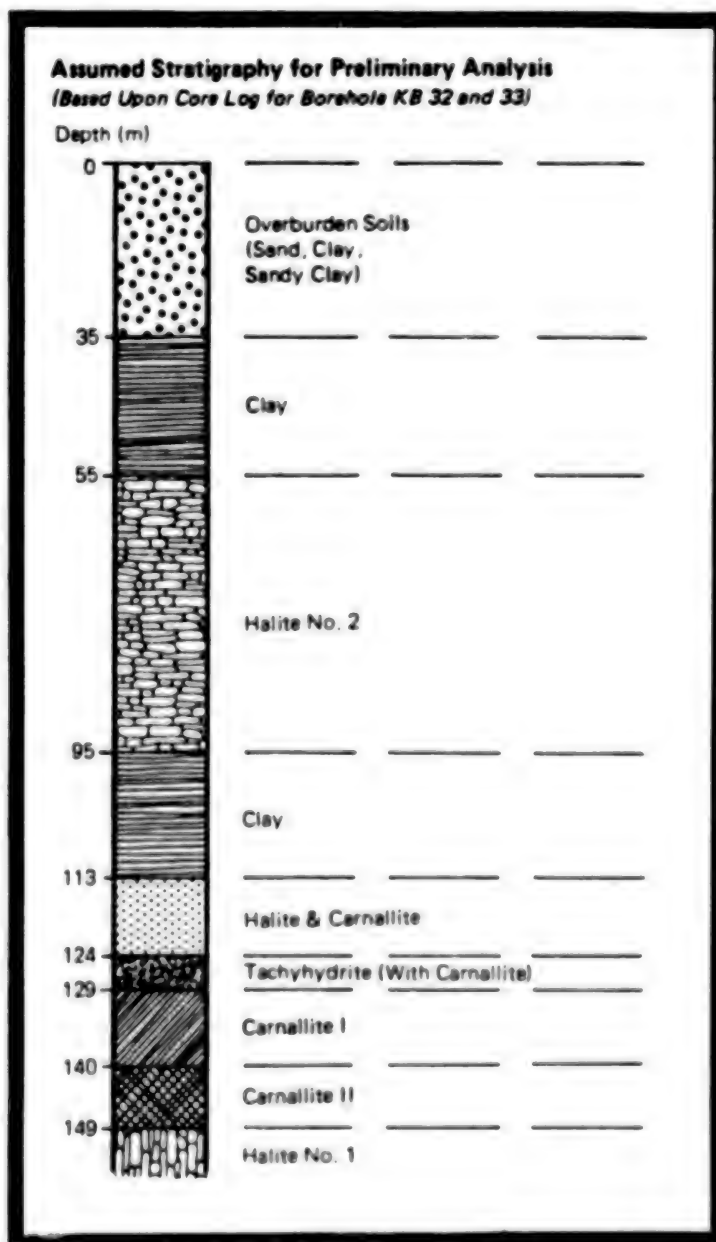 Assumed Stratigraphy for Preliminary Analysis
(Based Upon Core Log for Borehole KB 32 and 33)
Depth (m)
0
Overburden Soils
(Sand, Clay,
Sandy Clay)
35
Clay
55
Halite No. 2
95
Clay
113
Halite & Carnallite
124
Tachyhydrite (With Carnallite)
129
Carnallite I
140
Carnallite II
149
Halite No. 1